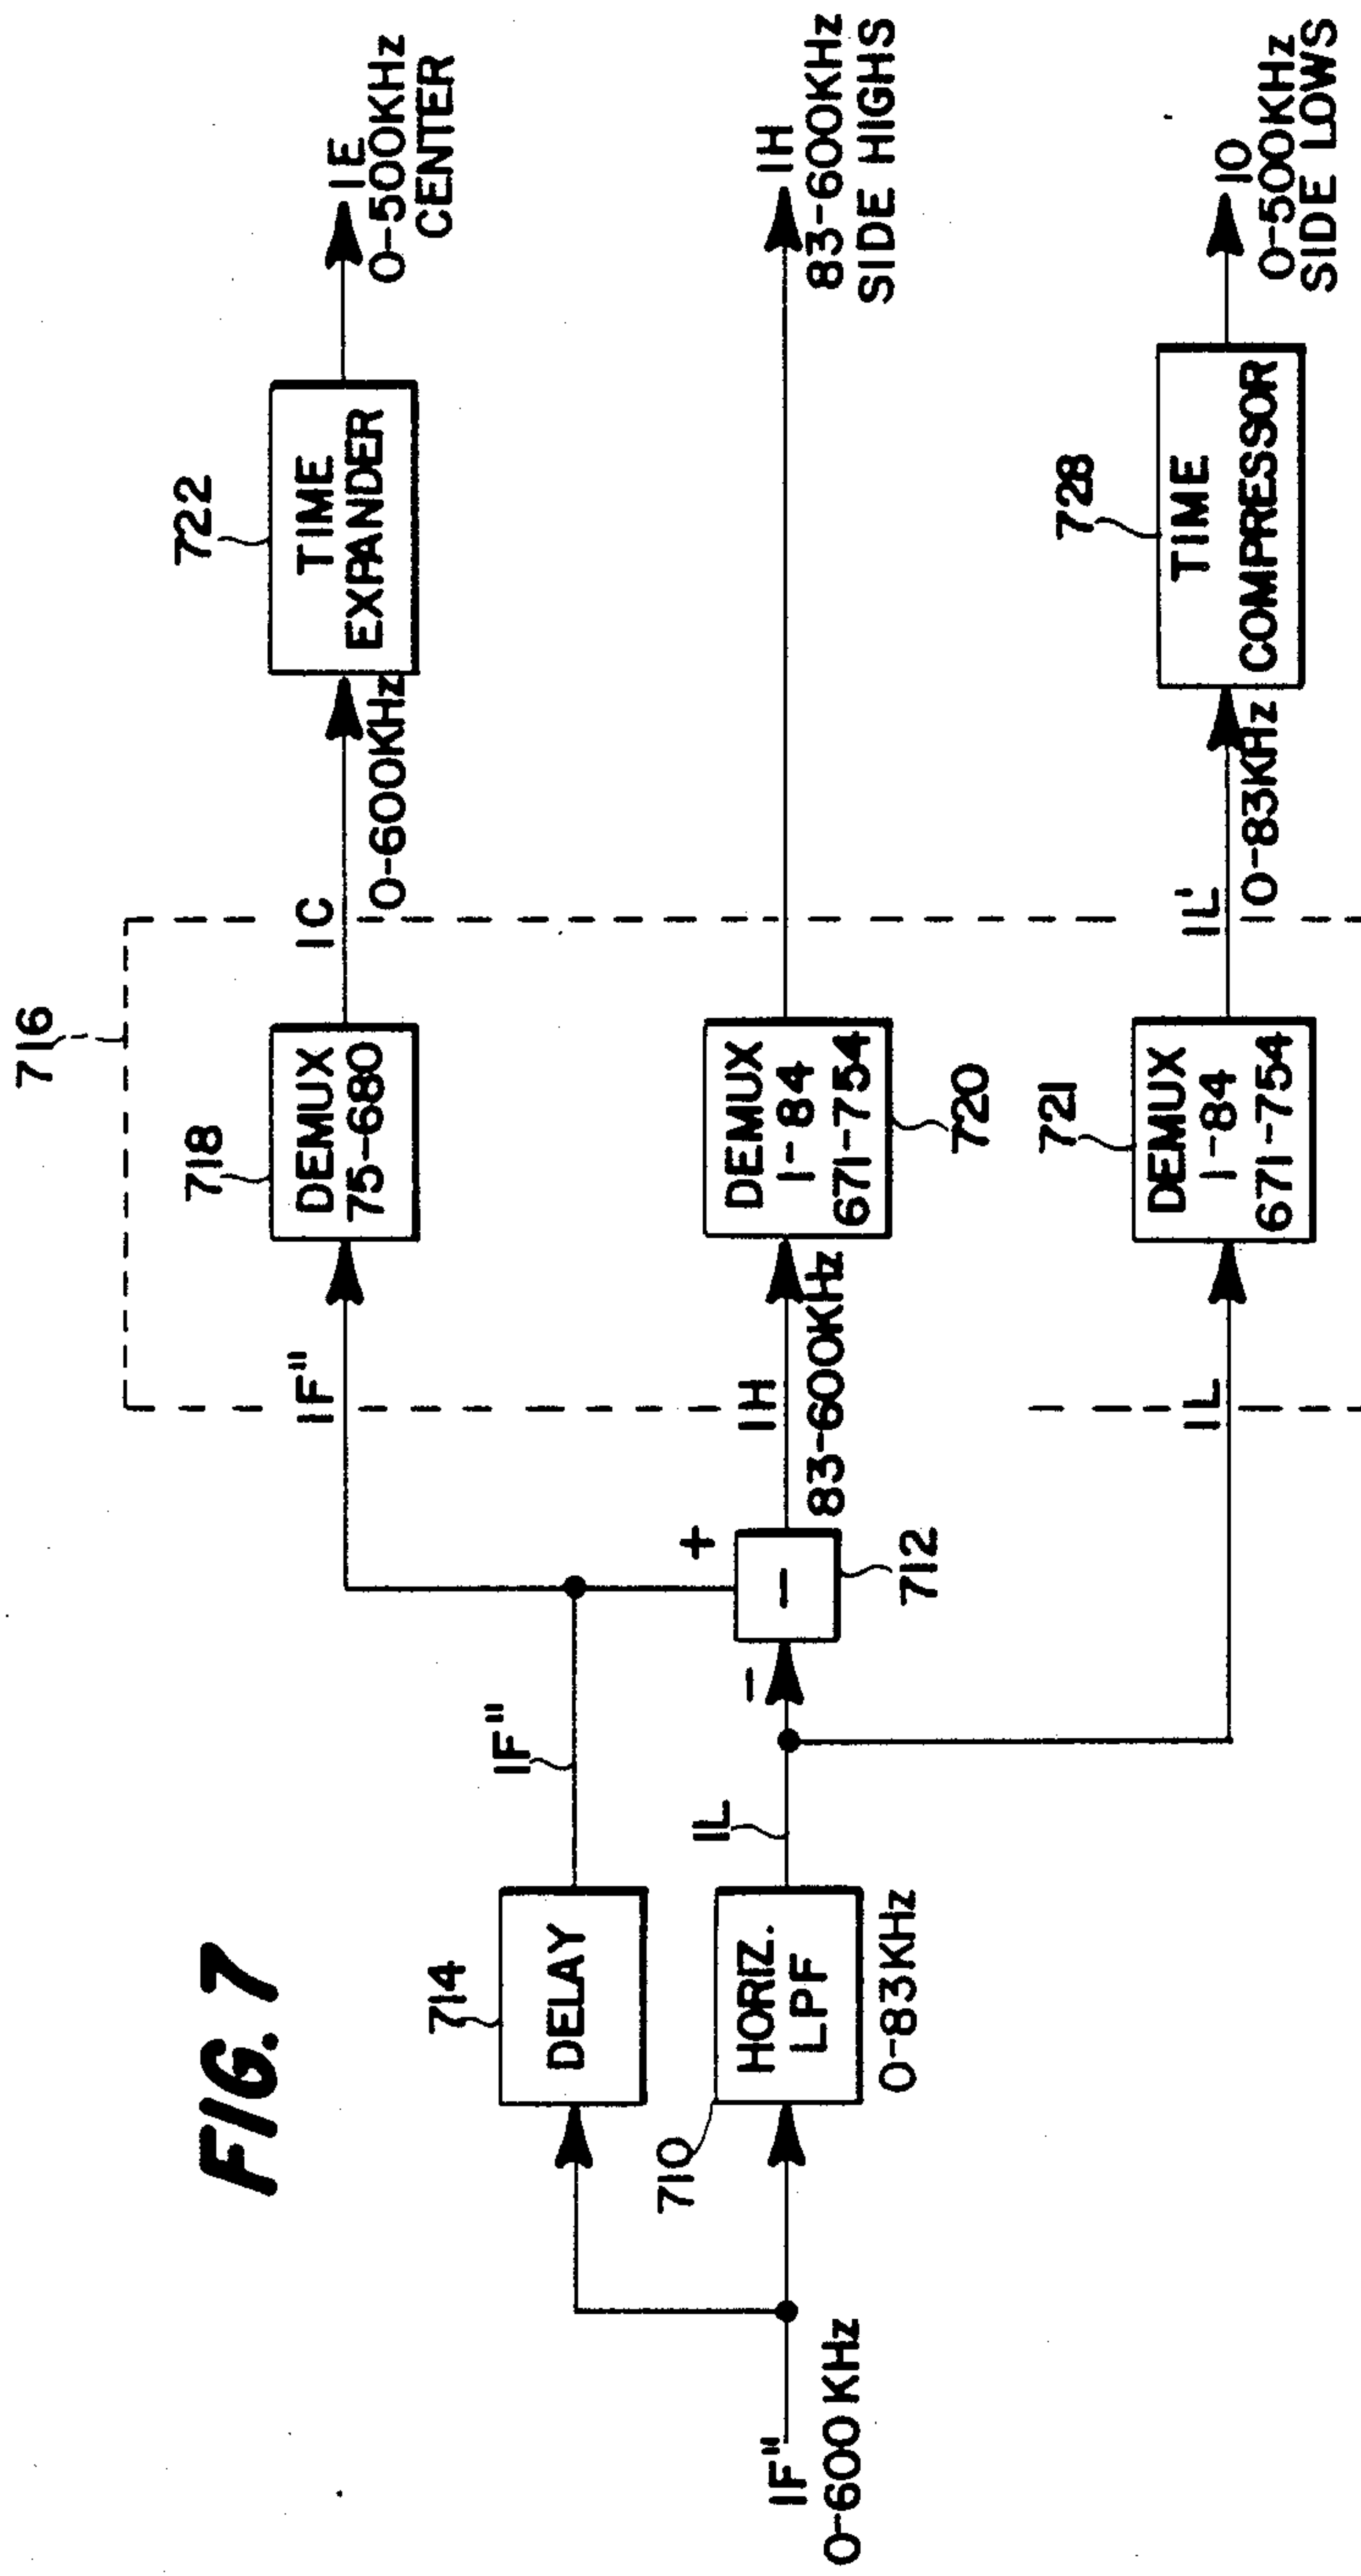 FIG. 7
716
718
722
IF"
DEMUX
75-680
IC
0-600KHz
TIME
EXPANDER
IE
0-500KHz
CENTER
714
DELAY
IF"
+
IF"
0-600 KHz
710
HORIZ.
LPF
0-83KHz
IL
-
-
712
IH
83-600KHz
DEMUX
1-84
671-754
720
IH
83-600KHz
SIDE HIGHS
IL
721
DEMUX
1-84
671-754
IL'
0-83KHz
728
TIME
COMPRESSOR
IO
0-500KHz
SIDE LOWS